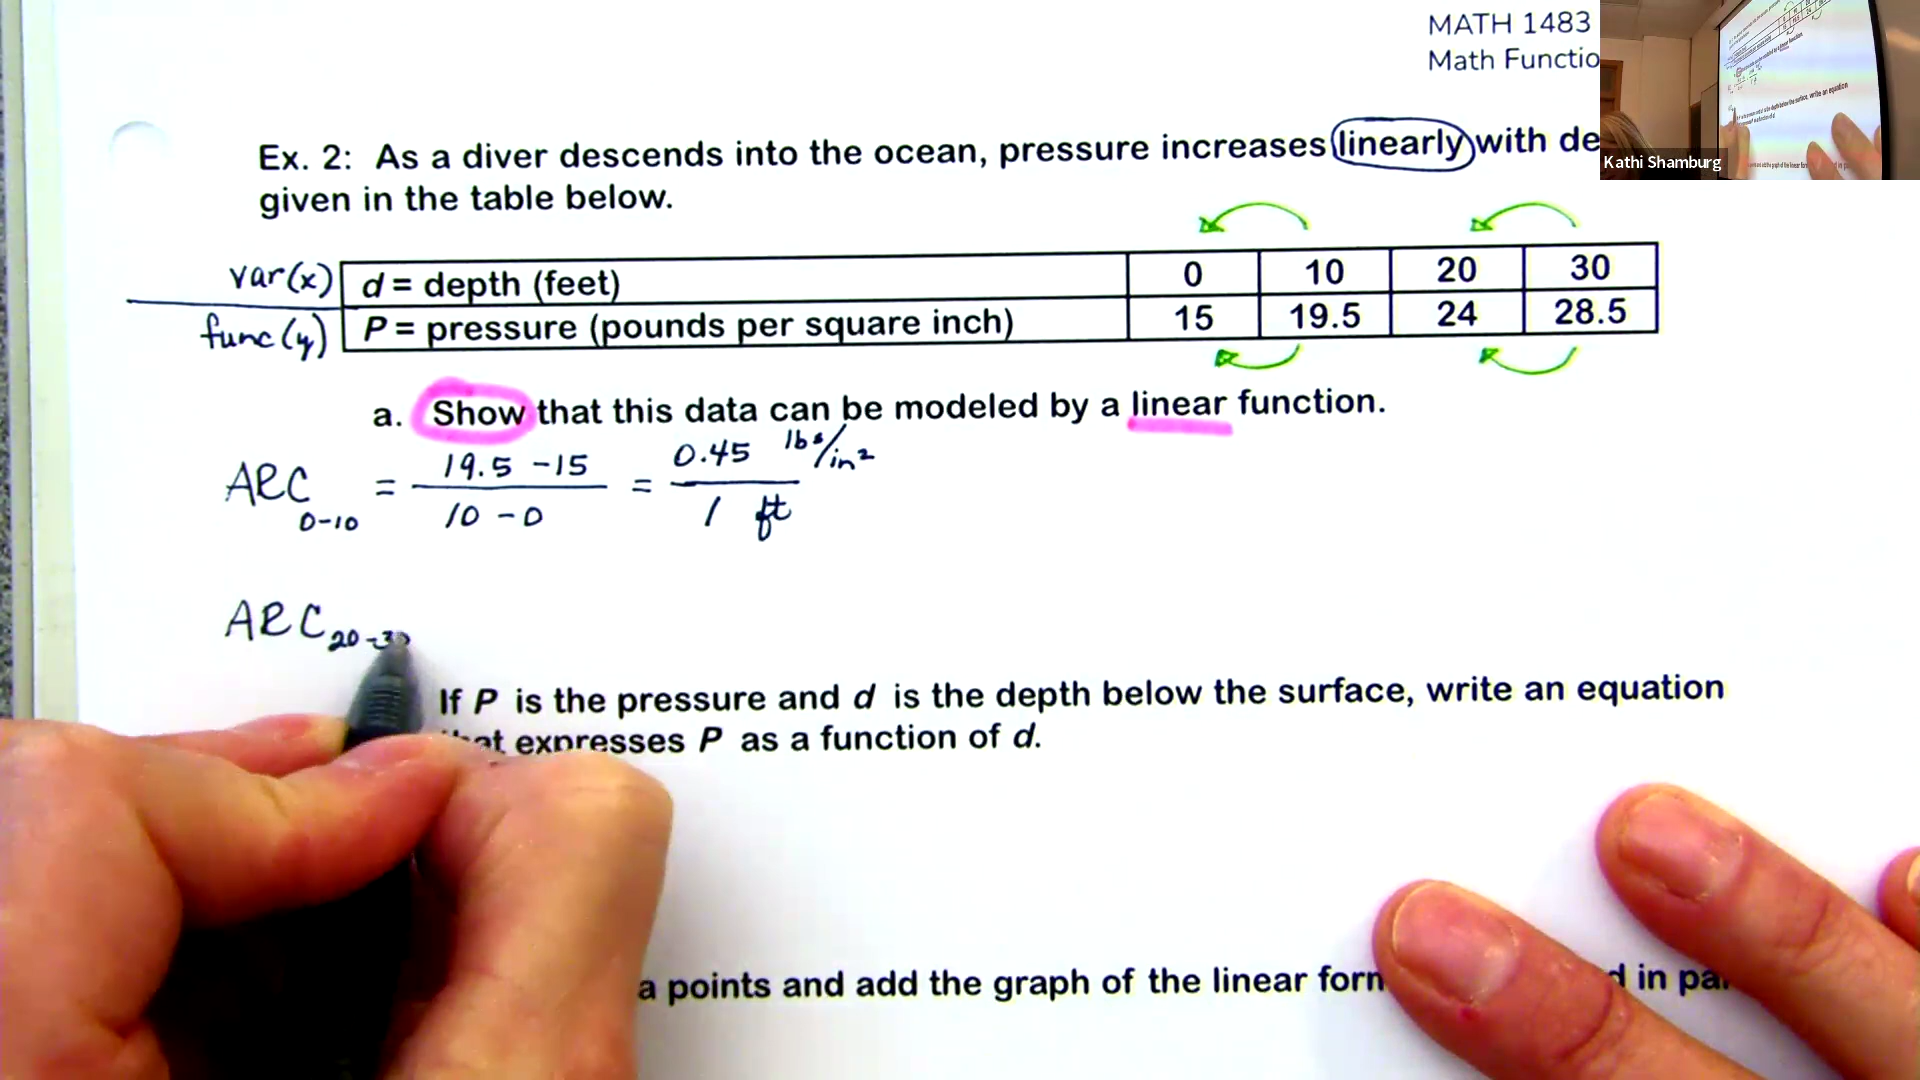 MATH 1483
Math Functio
Ex. 2: As a diver descends into the ocean, pressure increases linearly with de
given in the table below.
Kathi Shamburg
var(x) d = depth (feet) 0 10 20 30
func(y) P = pressure (pounds per square inch) 15 19.5 24 28.5
a. Show that this data can be modeled by a linear function.
ARC 0-10 = 19.5 - 15 / 10 - 0 = 0.45 lbs/in² / 1 ft
ARC 20-30
If P is the pressure and d is the depth below the surface, write an equation
that expresses P as a function of d.
a points and add the graph of the linear form d in pa